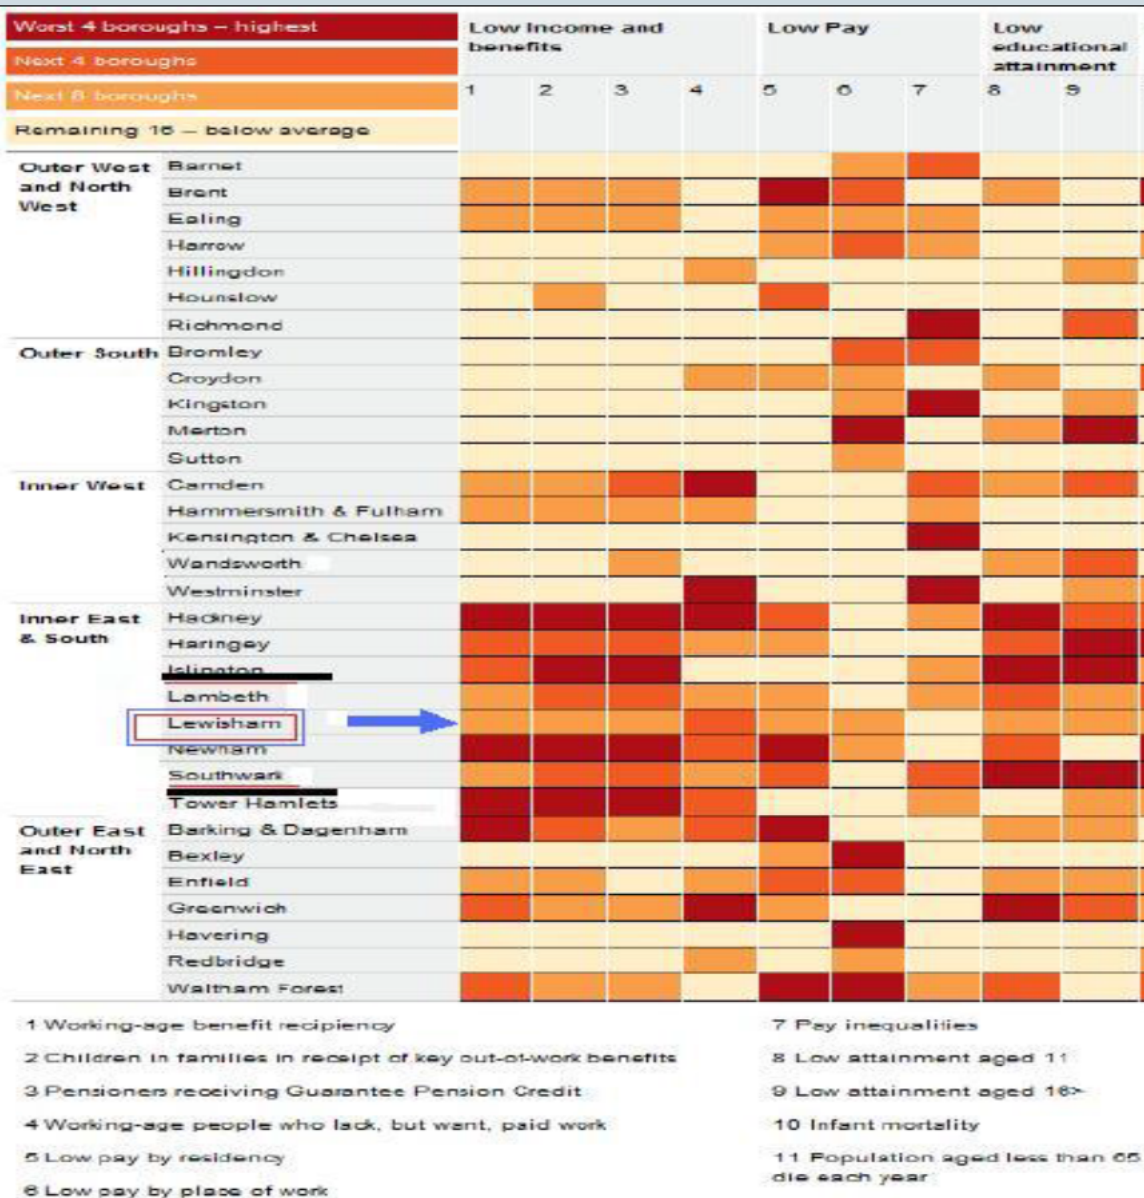 Worst 4 boroughs – highest
Next 4 boroughs
Next 8 boroughs
Remaining 16 – below average
Low Income and
benefits
Low Pay
Low
educational
attainment
1 2 3 4 5 6 7 8 9
Outer West
and North
West
Barnet
Brent
Ealing
Harrow
Hillingdon
Hounslow
Richmond
Outer South
Bromley
Croydon
Kingston
Merton
Sutton
Inner West
Camden
Hammersmith & Fulham
Kensington & Chelsea
Wandsworth
Westminster
Inner East
& South
Hackney
Haringey
Islington
Lambeth
Lewisham
Newham
Southwark
Tower Hamlets
Outer East
and North
East
Barking & Dagenham
Bexley
Enfield
Greenwich
Havering
Redbridge
Waltham Forest
1 Working-age benefit recipiency
2 Children in families in receipt of key out-of-work benefits
3 Pensioners receiving Guarantee Pension Credit
4 Working-age people who lack, but want, paid work
5 Low pay by residency
6 Low pay by place of work
7 Pay inequalities
8 Low attainment aged 11
9 Low attainment aged 16>
10 Infant mortality
11 Population aged less than 65
die each year